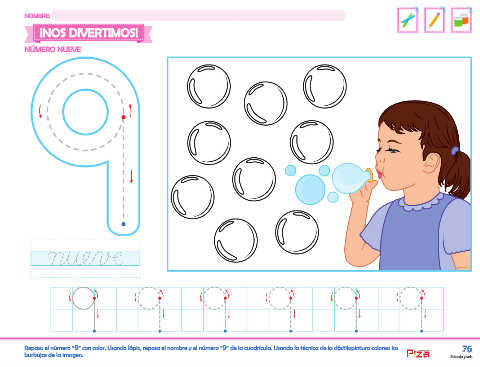 NOMBRE:
¡NOS DIVERTIMOS!
NÚMERO NUEVE
nueve
Repasa el número "9" con color. Usando lápiz, repasa el nombre y el número "9" de la cuadrícula. Usando la técnica de la dáctilopintura colorea las
burbujas de la imagen.
76